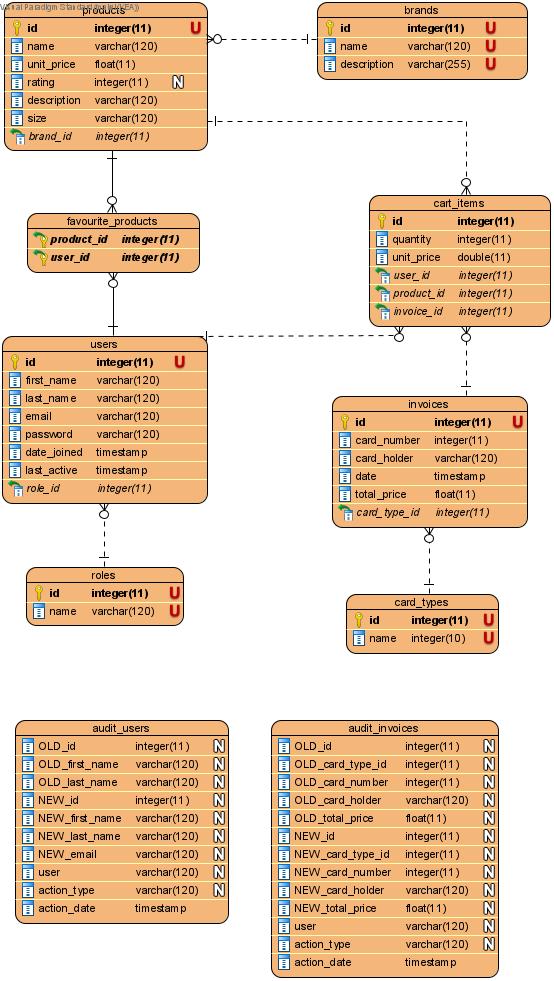 products
id integer(11) U
name varchar(120)
unit_price float(11)
rating integer(11) N
description varchar(120)
size varchar(120)
brand_id integer(11)
brands
id integer(11) U
name varchar(120) U
description varchar(255) U
cart_items
id integer(11)
quantity integer(11)
unit_price double(11)
user_id integer(11)
product_id integer(11)
invoice_id integer(11)
favourite_products
product_id integer(11)
user_id integer(11)
users
id integer(11) U
first_name varchar(120)
last_name varchar(120)
email varchar(120)
password varchar(120)
date_joined timestamp
last_active timestamp
role_id integer(11)
invoices
id integer(11) U
card_number integer(11)
card_holder varchar(120)
date timestamp
total_price float(11)
card_type_id integer(11)
roles
id integer(11) U
name varchar(120) U
card_types
id integer(11) U
name integer(10) U
audit_users
OLD_id integer(11) N
OLD_first_name varchar(120) N
OLD_last_name varchar(120) N
NEW_id integer(11) N
NEW_first_name varchar(120) N
NEW_last_name varchar(120) N
NEW_email varchar(120) N
user varchar(120) N
action_type varchar(120) N
action_date timestamp
audit_invoices
OLD_id integer(11) N
OLD_card_type_id integer(11) N
OLD_card_number integer(11) N
OLD_card_holder varchar(120) N
OLD_total_price float(11) N
NEW_id integer(11) N
NEW_card_type_id integer(11) N
NEW_card_number integer(11) N
NEW_card_holder varchar(120) N
NEW_total_price float(11) N
user varchar(120) N
action_type varchar(120) N
action_date timestamp